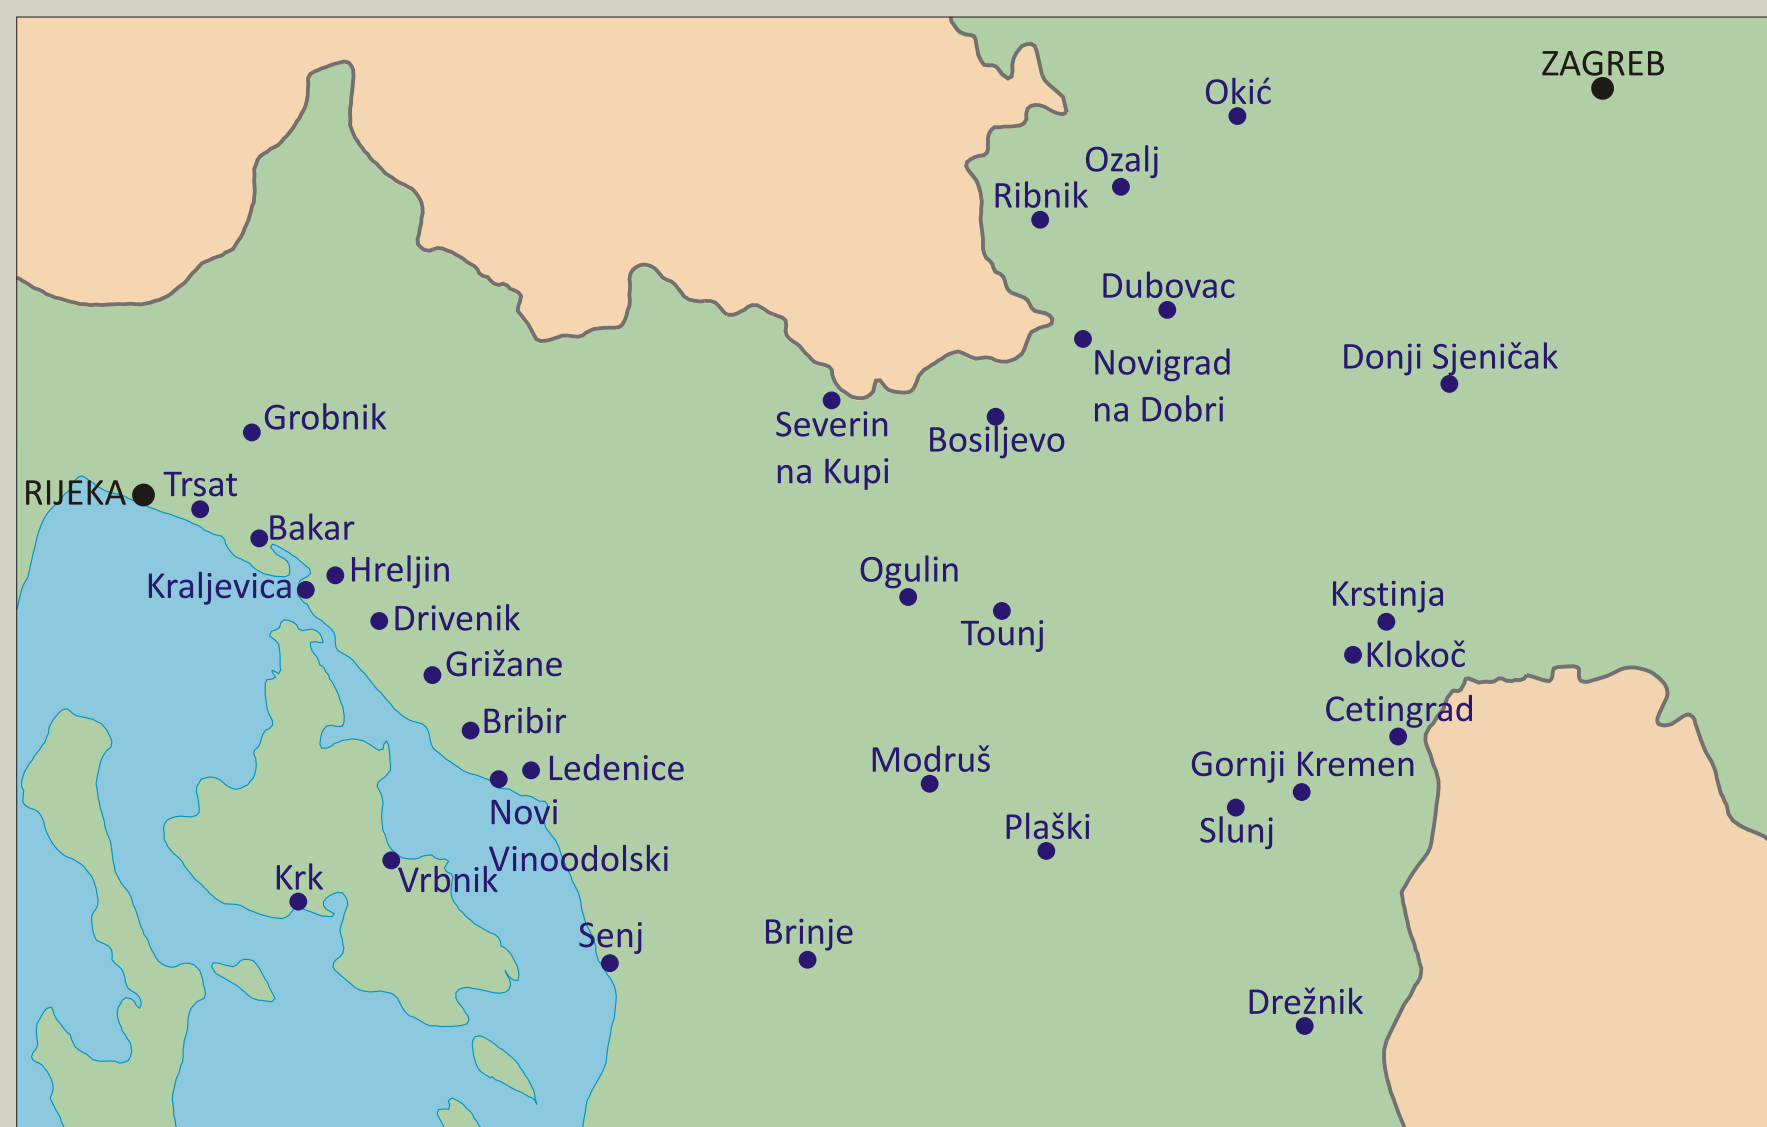 ZAGREB
Okić
Ozalj
Ribnik
Dubovac
Novigrad
na Dobri
Donji Sjeničak
Severin
na Kupi
Bosiljevo
Grobnik
RIJEKA
Trsat
Bakar
Hreljin
Kraljevica
Drivenik
Grižane
Bribir
Ledenice
Novi
Vinoodolski
Ogulin
Tounj
Krstinja
Klokoč
Cetingrad
Gornji Kremen
Slunj
Modruš
Plaški
Krk
Vrbnik
Senj
Brinje
Drežnik